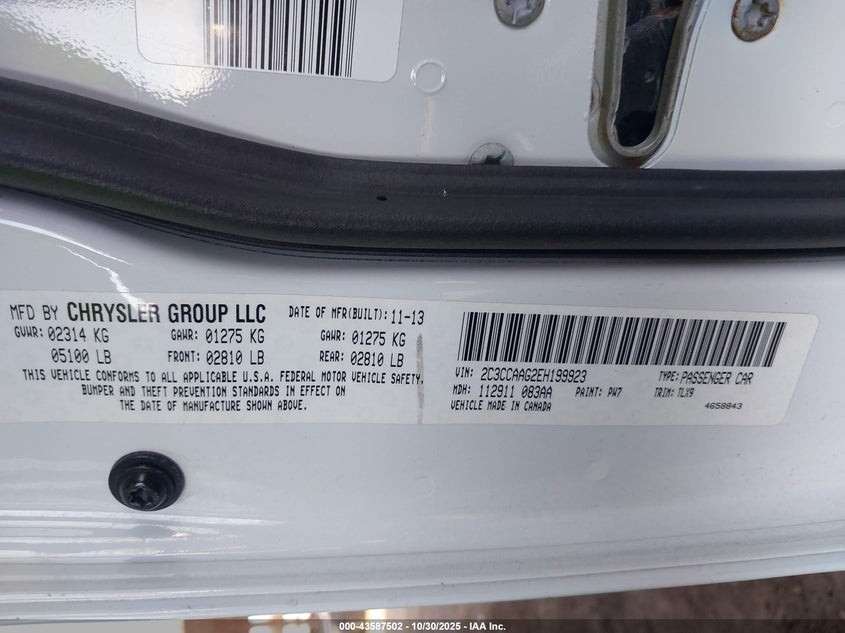 MFD BY CHRYSLER GROUP LLC DATE OF MFR(BUILT): 11-13
GVWR: 02314 KG GAWR: 01275 KG GAWR: 01275 KG
05100 LB FRONT: 02810 LB REAR: 02810 LB
THIS VEHICLE CONFORMS TO ALL APPLICABLE U.S.A. FEDERAL MOTOR VEHICLE SAFETY,
BUMPER AND THEFT PREVENTION STANDARDS IN EFFECT ON
THE DATE OF MANUFACTURE SHOWN ABOVE.
VIN: 2C3CCAAG2EH199923 TYPE: PASSENGER CAR
MDH: 112911 083AA PAINT: PW7 TRIM: TLX9
VEHICLE MADE IN CANADA 4658843
000-43587502 - 10/30/2025 - IAA Inc.